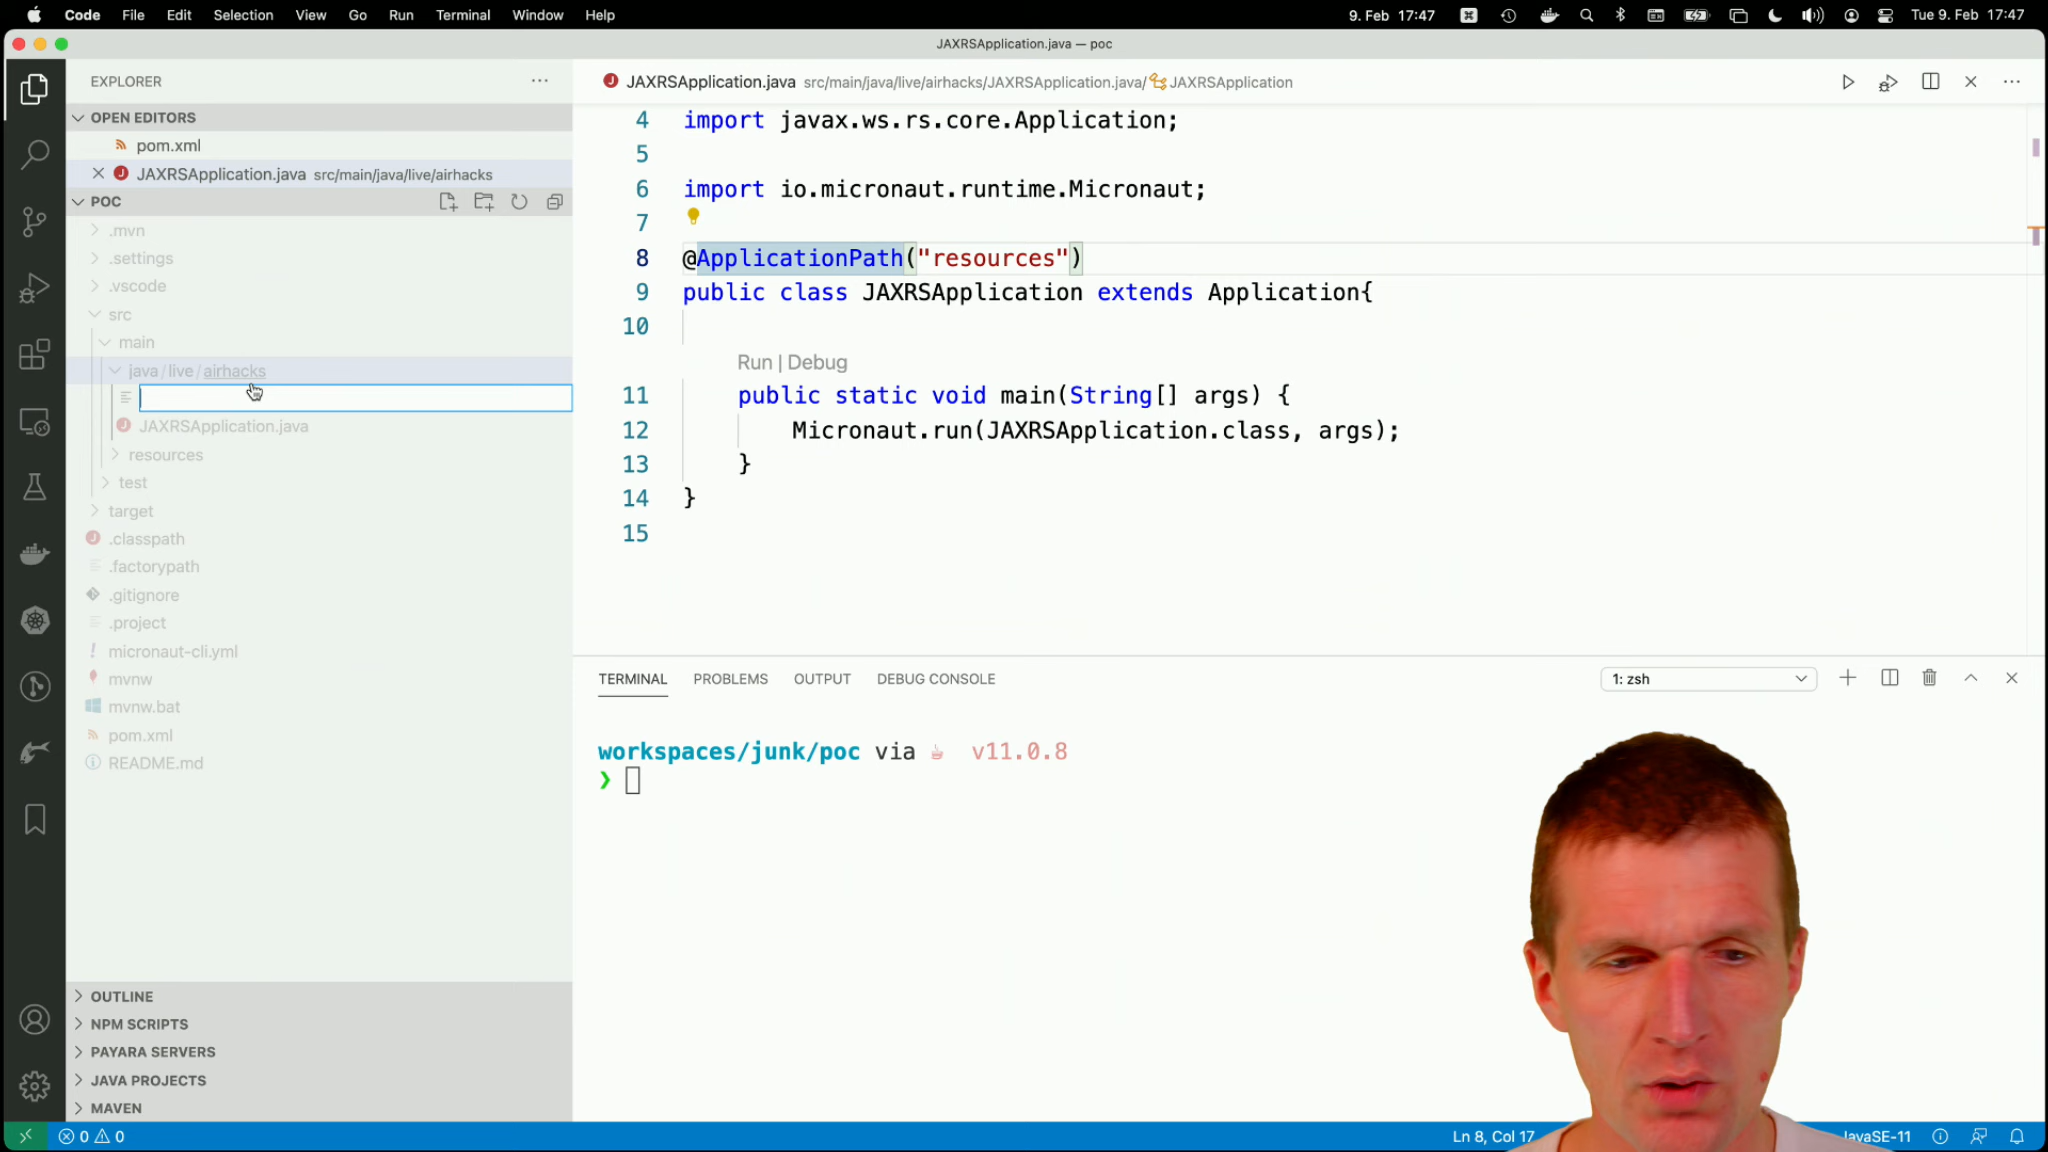 Code File Edit Selection View Go Run Terminal Window Help 9. Feb 17:47 Tue 9. Feb 17:47
JAXRSApplication.java — poc
EXPLORER
OPEN EDITORS
pom.xml
JAXRSApplication.java src/main/java/live/airhacks
POC
.mvn
.settings
.vscode
src
main
java/live/airhacks
JAXRSApplication.java
resources
test
target
.classpath
.factorypath
.gitignore
.project
micronaut-cli.yml
mvnw
mvnw.bat
pom.xml
README.md
OUTLINE
NPM SCRIPTS
PAYARA SERVERS
JAVA PROJECTS
MAVEN
JAXRSApplication.java src/main/java/live/airhacks/JAXRSApplication.java/ JAXRSApplication
4 import javax.ws.rs.core.Application;
5
6 import io.micronaut.runtime.Micronaut;
7
8 @ApplicationPath("resources")
9 public class JAXRSApplication extends Application{
10
Run | Debug
11 public static void main(String[] args) {
12 Micronaut.run(JAXRSApplication.class, args);
13 }
14 }
15
TERMINAL PROBLEMS OUTPUT DEBUG CONSOLE 1: zsh
workspaces/junk/poc via v11.0.8
❯
0 0 Ln 8, Col 17 JavaSE-11